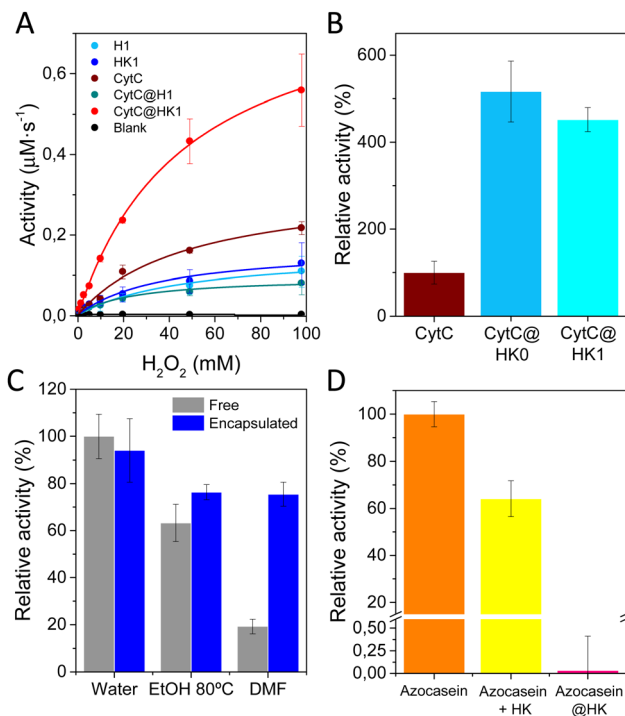 A
H1
HK1
CytC
CytC@H1
CytC@HK1
Blank
0,6
0,4
0,2
0,0
Activity (µM·s⁻¹)
0 20 40 60 80 100
H₂O₂ (mM)
B
600
400
200
0
Relative activity (%)
CytC CytC@ CytC@
HK0 HK1
C
Free
Encapsulated
120
100
80
60
40
20
0
Relative activity (%)
Water EtOH 80ºC DMF
D
100
80
60
40
20
0,50
0,25
0,00
Relative activity (%)
Azocasein Azocasein Azocasein
+ HK @HK